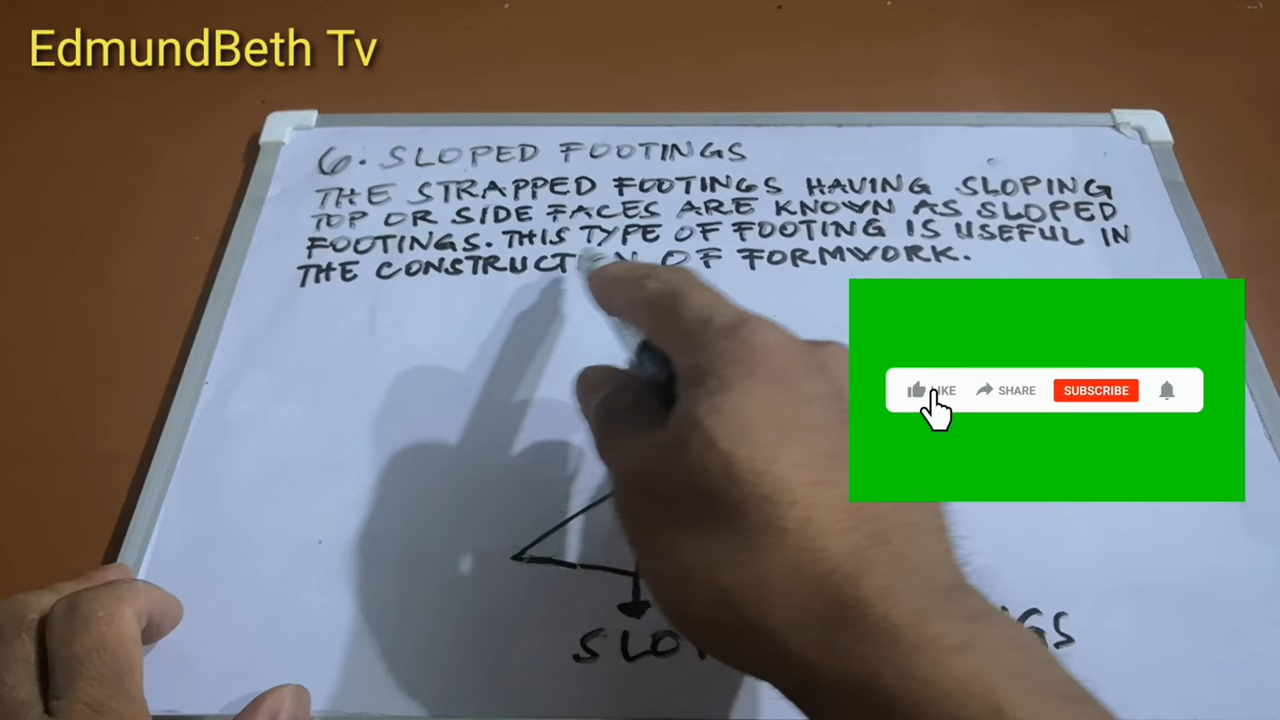 EdmundBeth Tv
6. SLOPED FOOTINGS
THE STRAPPED FOOTINGS HAVING SLOPING
TOP OR SIDE FACES ARE KNOWN AS SLOPED
FOOTINGS. THIS TYPE OF FOOTING IS USEFUL IN
THE OF FORMWORK.
LIKE SHARE SUBSCRIBE